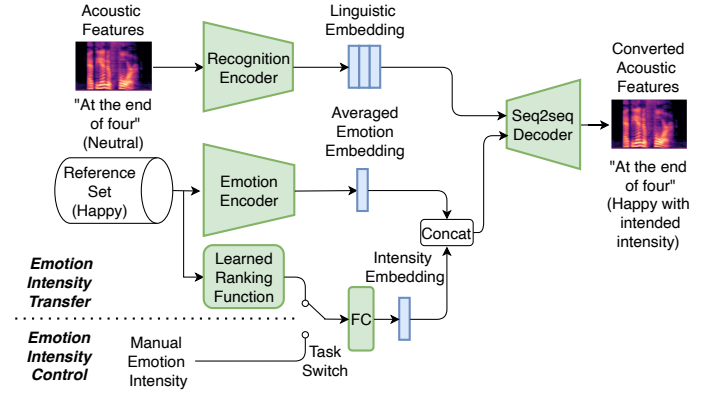 Acoustic
Features
"At the end
of four"
(Neutral)
Recognition
Encoder
Linguistic
Embedding
Seq2seq
Decoder
Converted
Acoustic
Features
"At the end
of four"
(Happy with
intended
intensity)
Reference
Set
(Happy)
Emotion
Encoder
Averaged
Emotion
Embedding
Concat
Emotion
Intensity
Transfer
Learned
Ranking
Function
Intensity
Embedding
FC
Emotion
Intensity
Control
Manual
Emotion
Intensity
Task
Switch